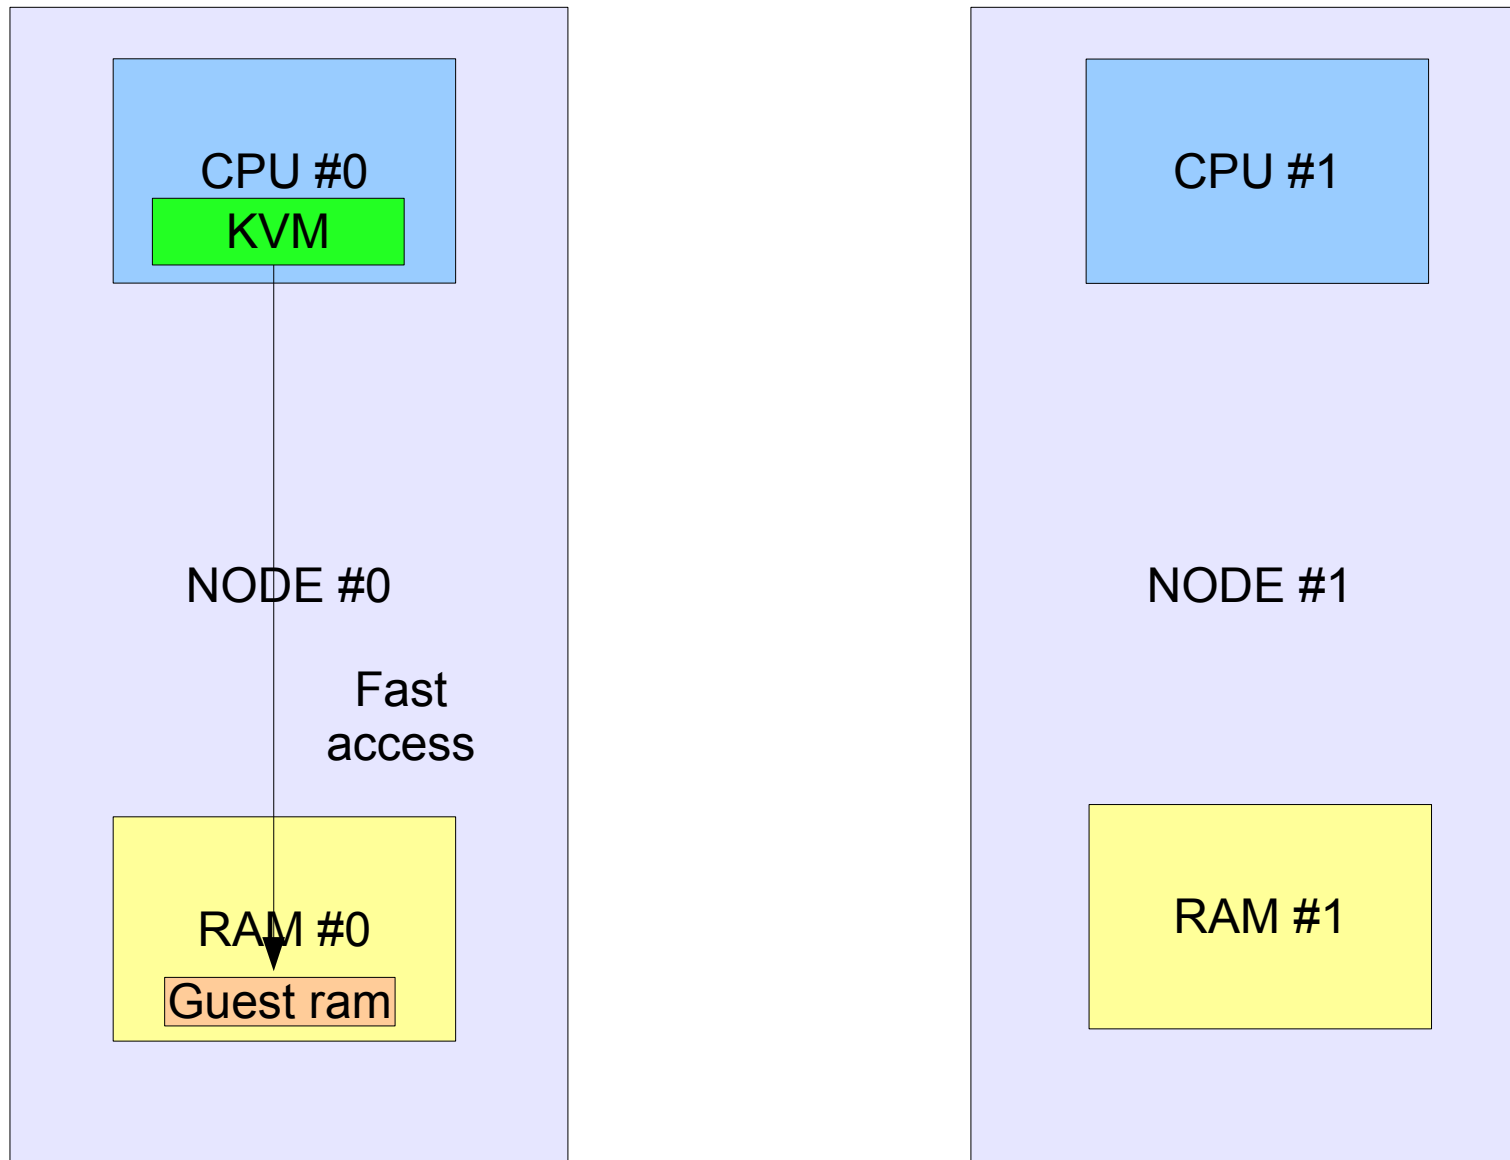 CPU #0
KVM
NODE #0
Fast
access
RAM #0
Guest ram
CPU #1
NODE #1
RAM #1